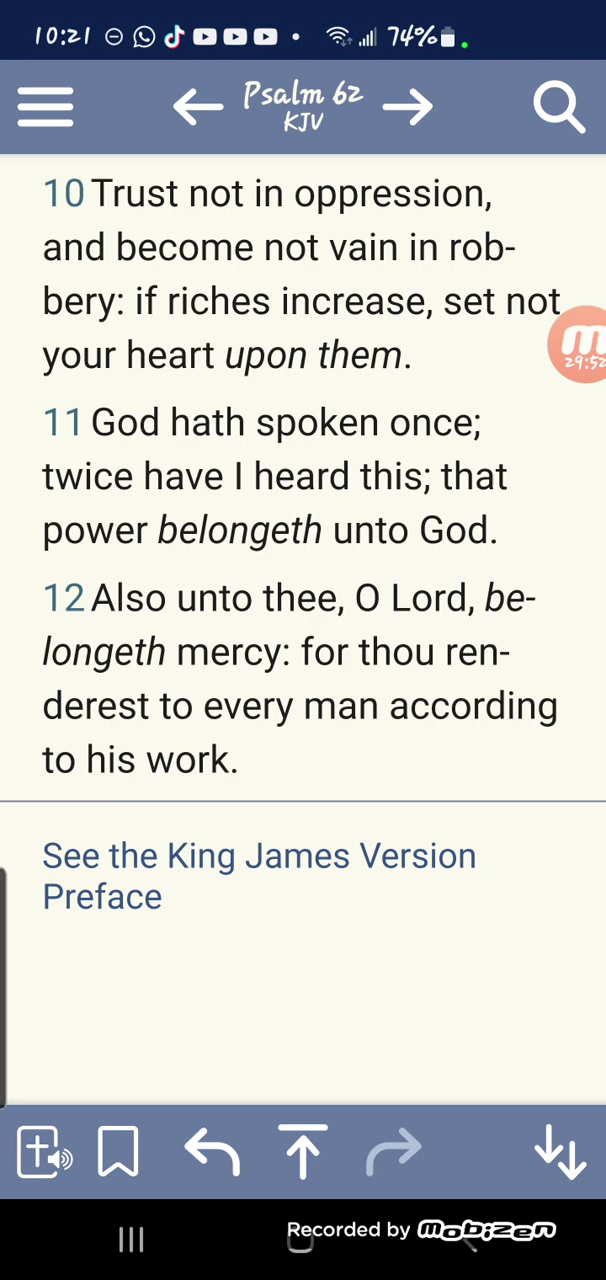 10:21 74%
Psalm 62
KJV
10 Trust not in oppression,
and become not vain in rob-
bery: if riches increase, set not
your heart upon them.
m
29:52
11 God hath spoken once;
twice have I heard this; that
power belongeth unto God.
12 Also unto thee, O Lord, be-
longeth mercy: for thou ren-
derest to every man according
to his work.
See the King James Version
Preface
Recorded by mobizen